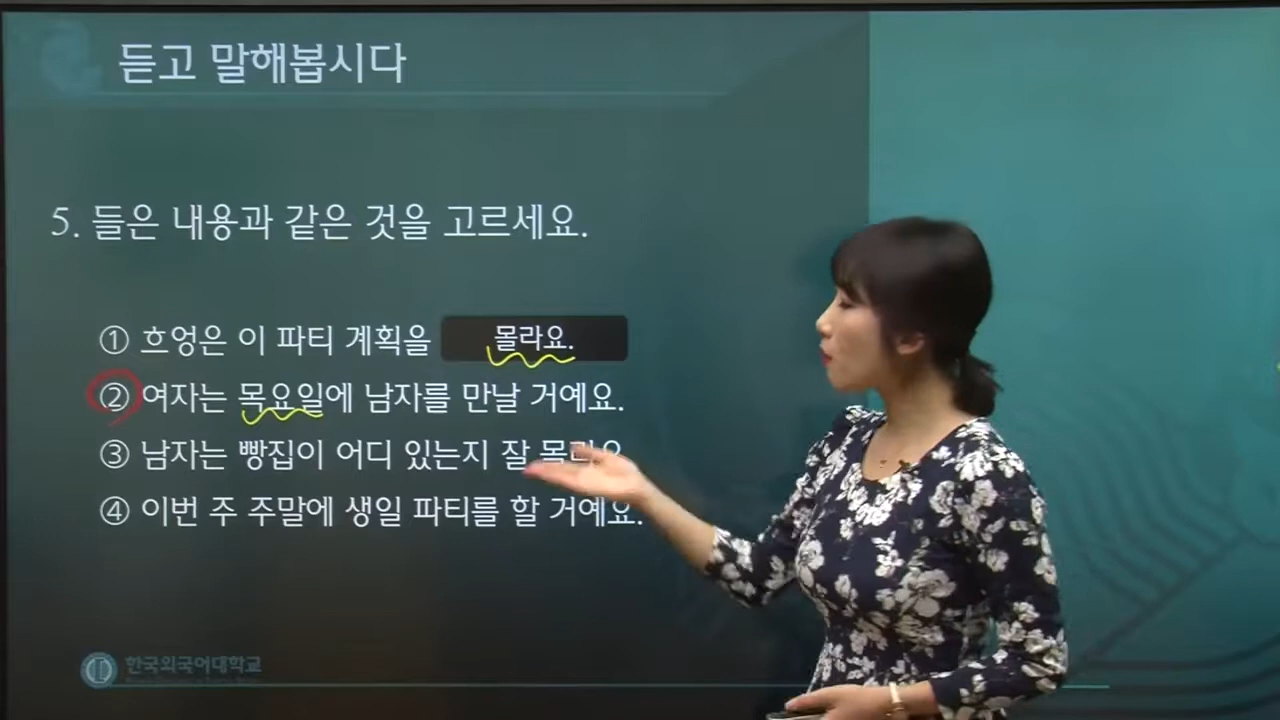 듣고 말해봅시다
5. 들은 내용과 같은 것을 고르세요.
① 흐엉은 이 파티 계획을 몰라요.
② 여자는 목요일에 남자를 만날 거예요.
③ 남자는 빵집이 어디 있는지 잘 몰라요
④ 이번 주 주말에 생일 파티를 할 거예요.
한국외국어대학교